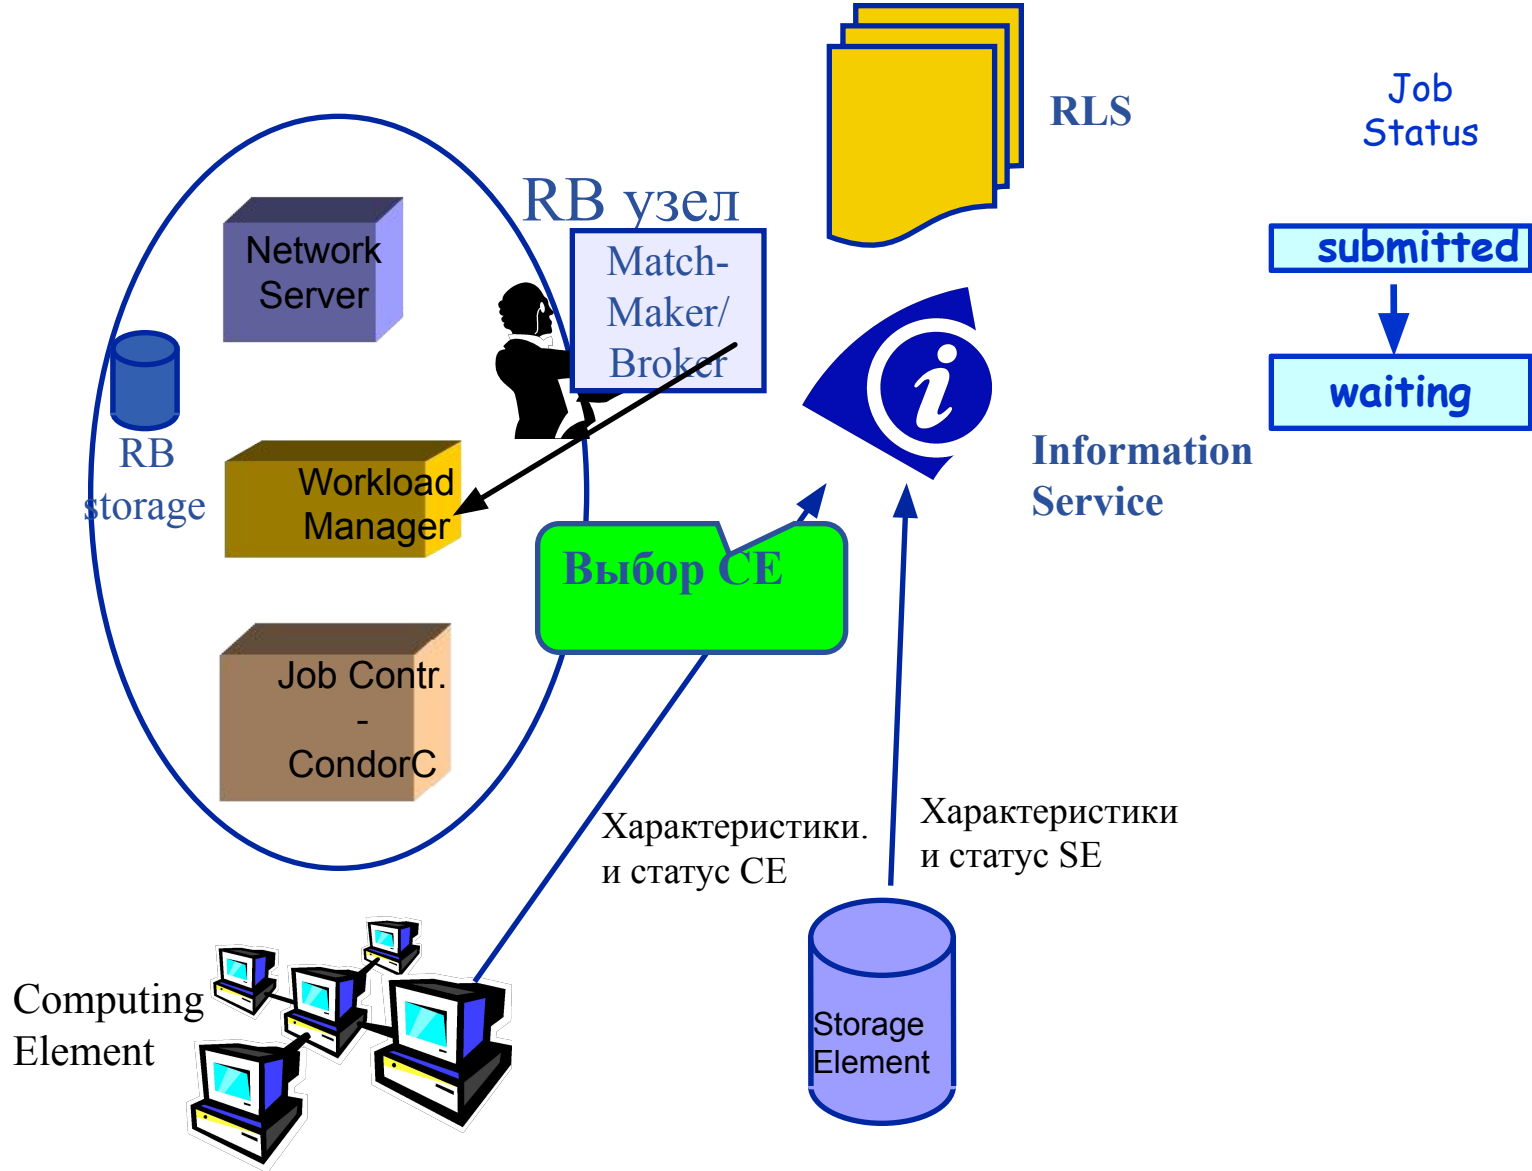 RLS
Job
Status
RB узел
Network
Server
Match-
Maker/
Broker
submitted
waiting
RB
storage
Workload
Manager
Information
Service
Выбор CE
Job Contr.
-
CondorC
Характеристики.
и статус CE
Характеристики
и статус SE
Computing
Element
Storage
Element